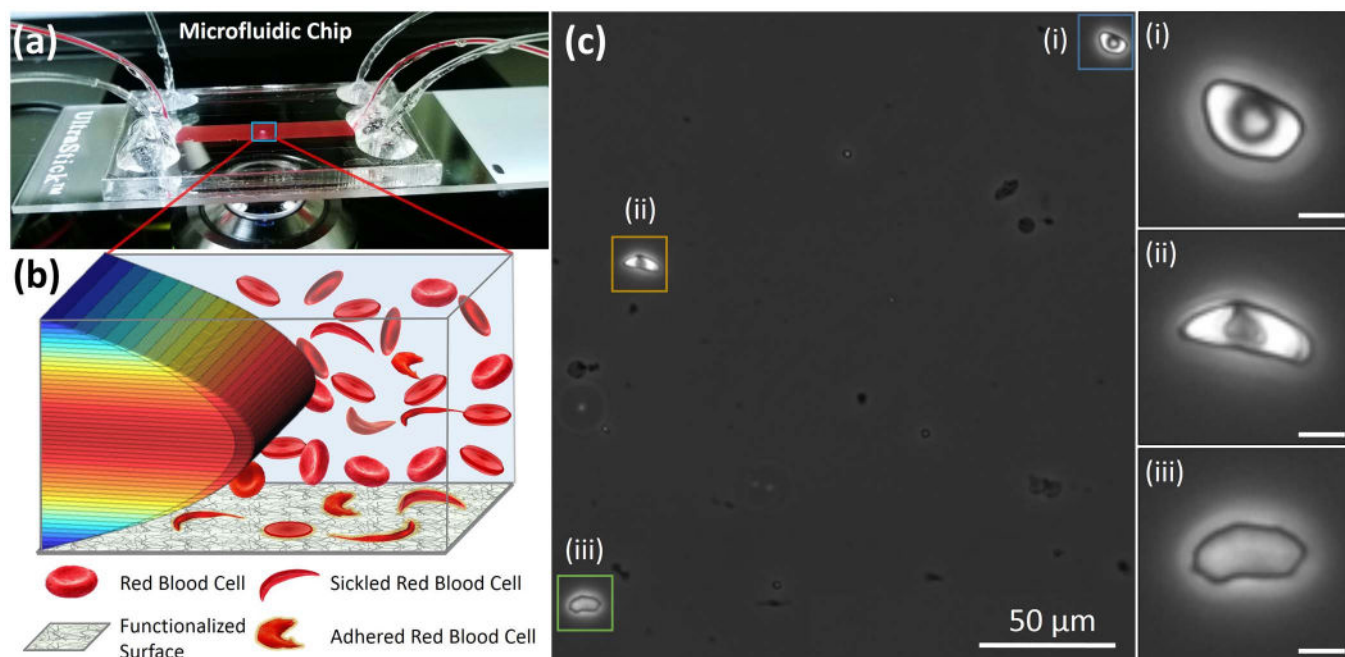 (a)
Microfluidic Chip
UltraStick™
(b)
Red Blood Cell
Sickled Red Blood Cell
Functionalized
Surface
Adhered Red Blood Cell
(c)
(i)
(ii)
(iii)
50 μm
(i)
(ii)
(iii)